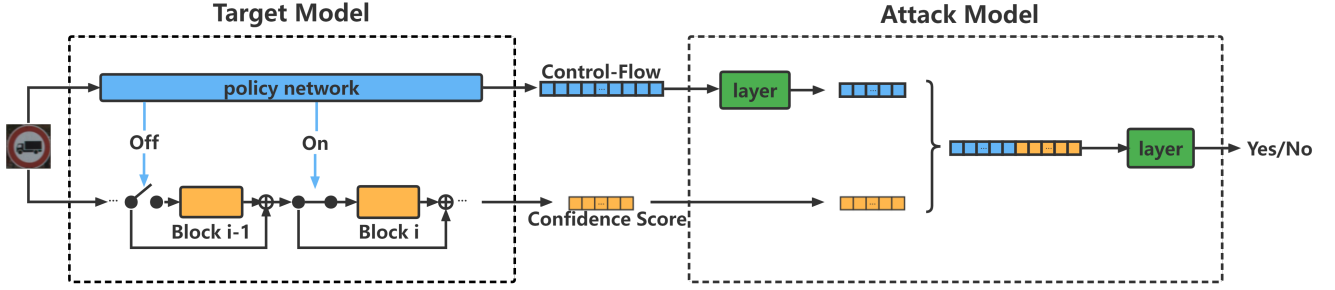 Target Model
Attack Model
policy network
Control-Flow
...
layer
...
Off
On
...
layer
Yes/No
...
...
...
...
Confidence Score
...
Block i-1
Block i